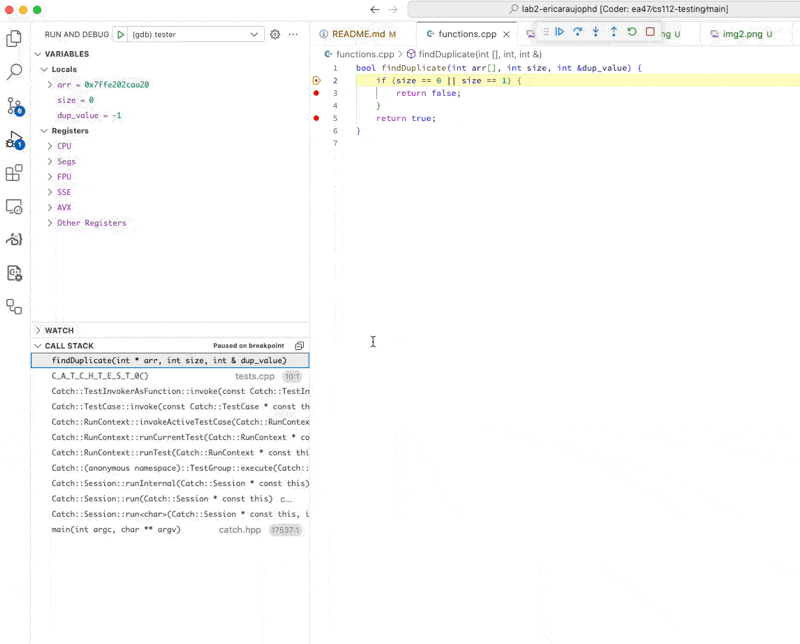 lab2-ericaraujophd [Coder: ea47/cs112-testing/main]
RUN AND DEBUG (gdb) tester
README.md M functions.cpp ng U img2.png U
VARIABLES
Locals
arr = 0x7ffe202caa20
size = 0
dup_value = -1
Registers
CPU
Segs
FPU
SSE
AVX
Other Registers
WATCH
CALL STACK Paused on breakpoint
findDuplicate(int * arr, int size, int & dup_value)
C_A_T_C_H_T_E_S_T_0() tests.cpp 10:1
Catch::TestInvokerAsFunction::invoke(const Catch::TestIn
Catch::TestCase::invoke(const Catch::TestCase * const th
Catch::RunContext::invokeActiveTestCase(Catch::RunContex
Catch::RunContext::runCurrentTest(Catch::RunContext * co
Catch::RunContext::runTest(Catch::RunContext * const thi
Catch::(anonymous namespace)::TestGroup::execute(Catch::
Catch::Session::runInternal(Catch::Session * const this)
Catch::Session::run(Catch::Session * const this) c...
Catch::Session::run<char>(Catch::Session * const this, i
main(int argc, char ** argv) catch.hpp 17537:1
functions.cpp > findDuplicate(int [], int, int &)
1 bool findDuplicate(int arr[], int size, int &dup_value) {
2 if (size == 0 || size == 1) {
3 return false;
4 }
5 return true;
6 }
7
6
1